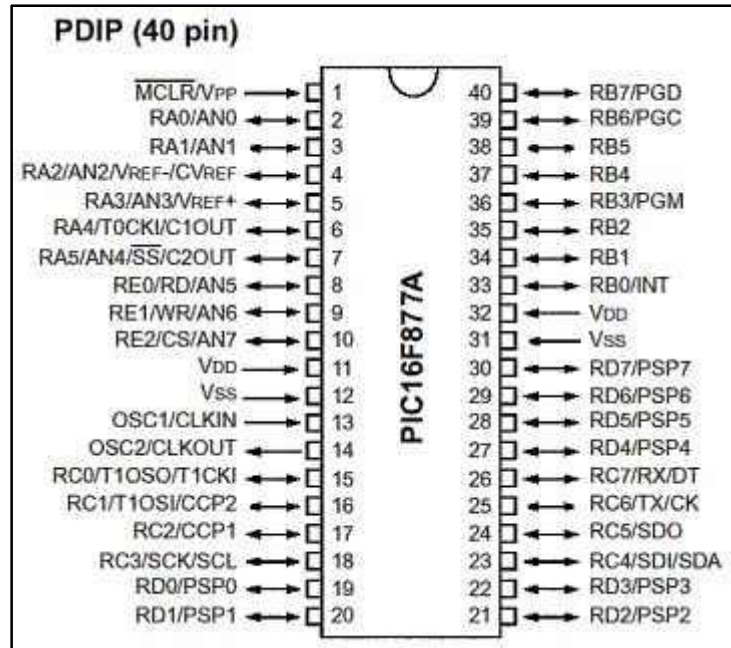 PDIP (40 pin)
MCLR/VPP 1
RA0/AN0 2
RA1/AN1 3
RA2/AN2/VREF-/CVREF 4
RA3/AN3/VREF+ 5
RA4/T0CKI/C1OUT 6
RA5/AN4/SS/C2OUT 7
RE0/RD/AN5 8
RE1/WR/AN6 9
RE2/CS/AN7 10
VDD 11
VSS 12
OSC1/CLKIN 13
OSC2/CLKOUT 14
RC0/T1OSO/T1CKI 15
RC1/T1OSI/CCP2 16
RC2/CCP1 17
RC3/SCK/SCL 18
RD0/PSP0 19
RD1/PSP1 20
PIC16F877A
40 RB7/PGD
39 RB6/PGC
38 RB5
37 RB4
36 RB3/PGM
35 RB2
34 RB1
33 RB0/INT
32 VDD
31 VSS
30 RD7/PSP7
29 RD6/PSP6
28 RD5/PSP5
27 RD4/PSP4
26 RC7/RX/DT
25 RC6/TX/CK
24 RC5/SDO
23 RC4/SDI/SDA
22 RD3/PSP3
21 RD2/PSP2